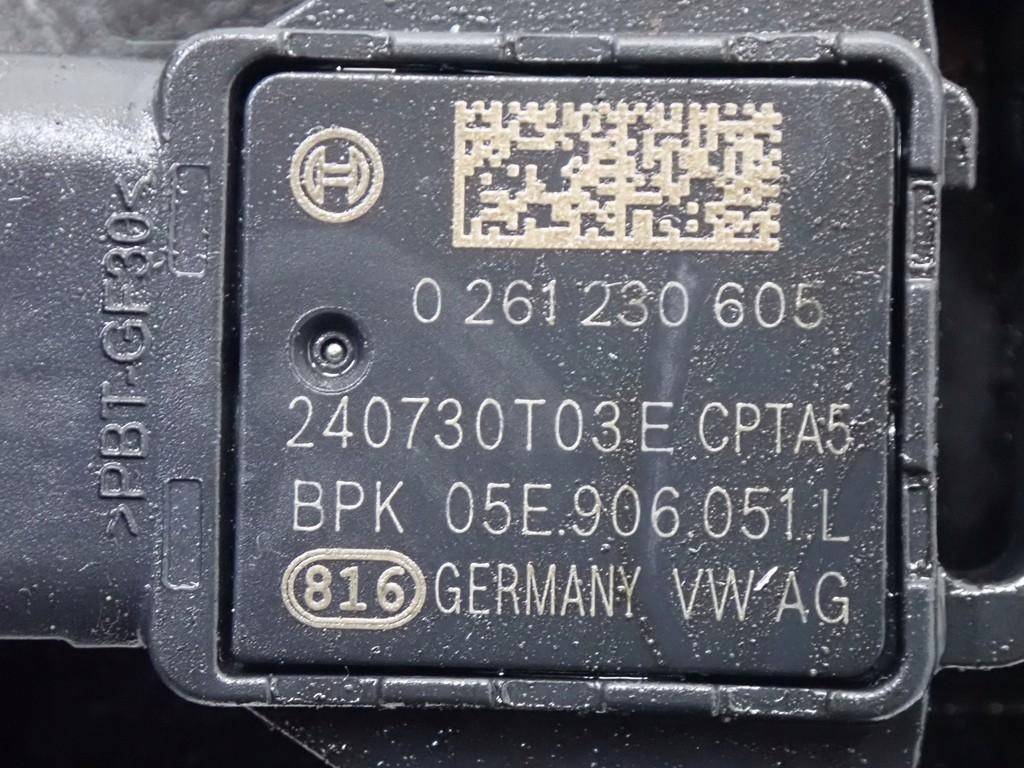 0 261 230 605
240730T03 E CPTA5
BPK 05E.906.051.L
816 GERMANY VW AG
>PBT-GF30<